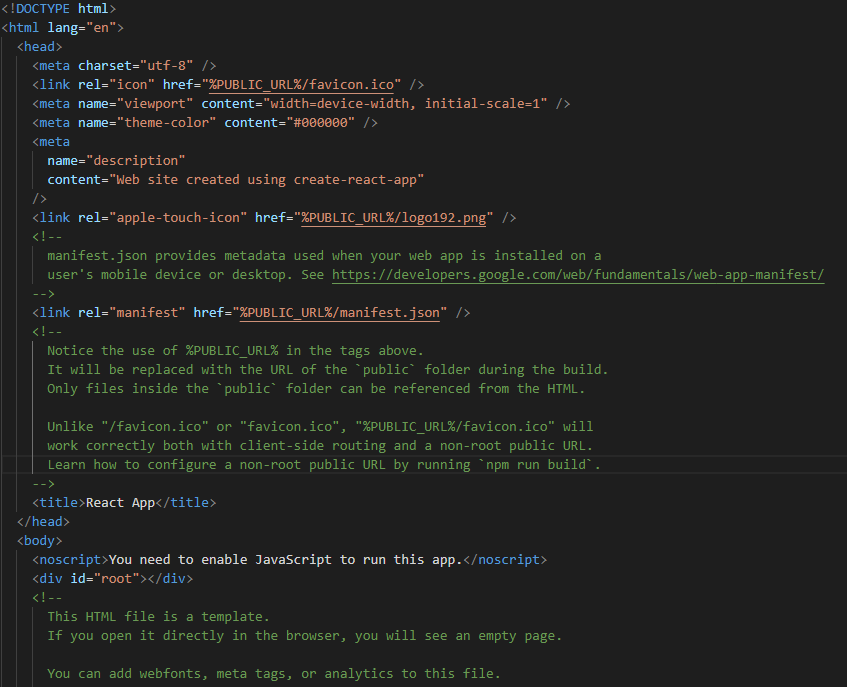 <!DOCTYPE html>
<html lang="en">
<head>
<meta charset="utf-8" />
<link rel="icon" href="%PUBLIC_URL%/favicon.ico" />
<meta name="viewport" content="width=device-width, initial-scale=1" />
<meta name="theme-color" content="#000000" />
<meta
name="description"
content="Web site created using create-react-app"
/>
<link rel="apple-touch-icon" href="%PUBLIC_URL%/logo192.png" />
<!--
manifest.json provides metadata used when your web app is installed on a
user's mobile device or desktop. See https://developers.google.com/web/fundamentals/web-app-manifest/
-->
<link rel="manifest" href="%PUBLIC_URL%/manifest.json" />
<!--
Notice the use of %PUBLIC_URL% in the tags above.
It will be replaced with the URL of the `public` folder during the build.
Only files inside the `public` folder can be referenced from the HTML.

Unlike "/favicon.ico" or "favicon.ico", "%PUBLIC_URL%/favicon.ico" will
work correctly both with client-side routing and a non-root public URL.
Learn how to configure a non-root public URL by running `npm run build`.
-->
<title>React App</title>
</head>
<body>
<noscript>You need to enable JavaScript to run this app.</noscript>
<div id="root"></div>
<!--
This HTML file is a template.
If you open it directly in the browser, you will see an empty page.

You can add webfonts, meta tags, or analytics to this file.